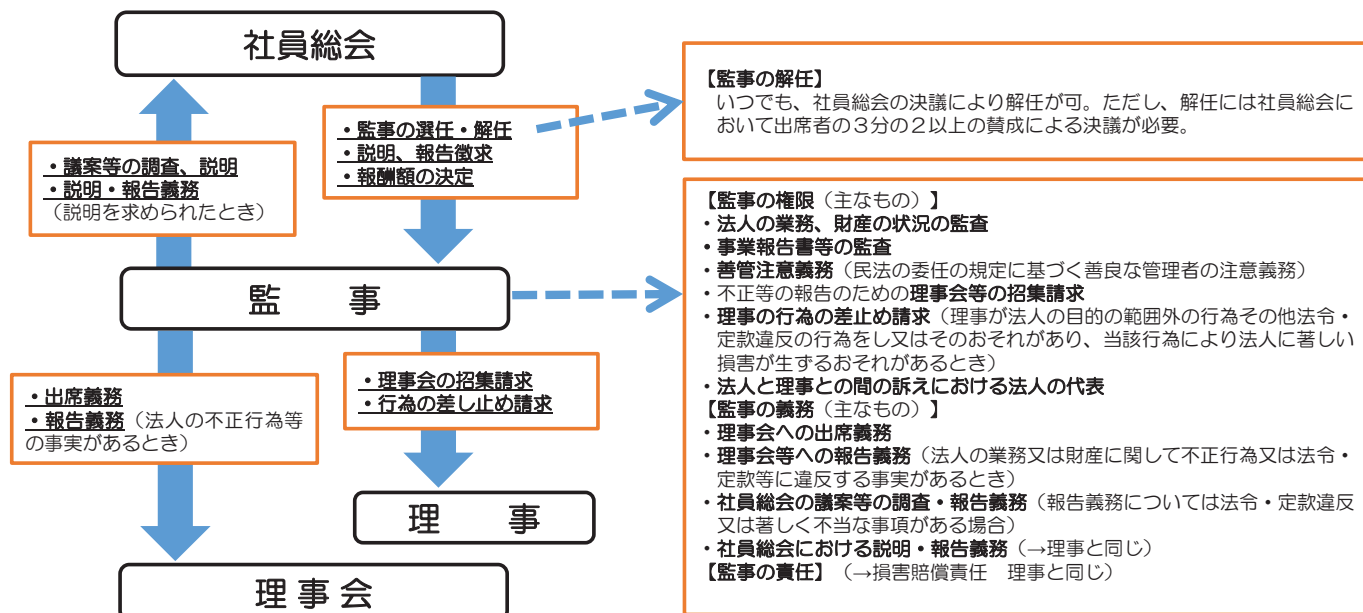 社員総会
・監事の選任・解任
・説明、報告徴求
・報酬額の決定
・議案等の調査、説明
・説明・報告義務
（説明を求められたとき）
監　　事
・出席義務
・報告義務（法人の不正行為等
の事実があるとき）
・理事会の招集請求
・行為の差し止め請求
理　　事
理事会
【監事の解任】
いつでも、社員総会の決議により解任が可。ただし、解任には社員総会に
おいて出席者の３分の２以上の賛成による決議が必要。
【監事の権限（主なもの）】
・法人の業務、財産の状況の監査
・事業報告書等の監査
・善管注意義務（民法の委任の規定に基づく善良な管理者の注意義務）
・不正等の報告のための理事会等の招集請求
・理事の行為の差止め請求（理事が法人の目的の範囲外の行為その他法令・
定款違反の行為をし又はそのおそれがあり、当該行為により法人に著しい
損害が生ずるおそれがあるとき）
・法人と理事との間の訴えにおける法人の代表
【監事の義務（主なもの）】
・理事会への出席義務
・理事会等への報告義務（法人の業務又は財産に関して不正行為又は法令・
定款等に違反する事実があるとき）
・社員総会の議案等の調査・報告義務（報告義務については法令・定款違反
又は著しく不当な事項がある場合）
・社員総会における説明・報告義務（→理事と同じ）
【監事の責任】（→損害賠償責任　理事と同じ）